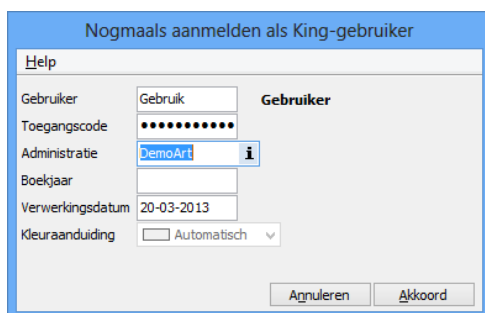 Nogmaals aanmelden als King-gebruiker
Help
Gebruiker Gebruik Gebruiker
Toegangscode •••••••••••
Administratie DemoArt i
Boekjaar
Verwerkingsdatum 20-03-2013
Kleuraanduiding Automatisch
Annuleren Akkoord